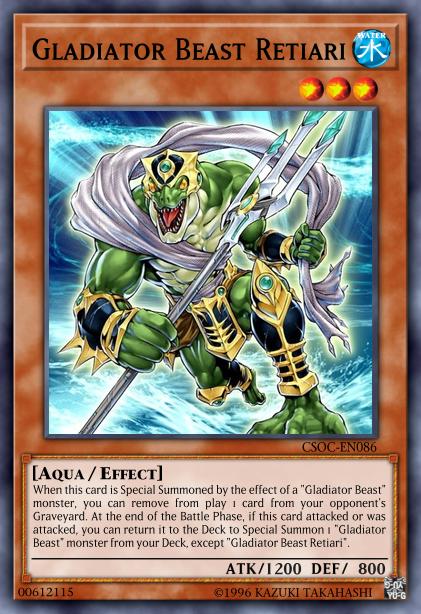 Gladiator Beast Retiari
WATER
水
CSOC-EN086
[Aqua / Effect]
When this card is Special Summoned by the effect of a "Gladiator Beast"
monster, you can remove from play 1 card from your opponent's
Graveyard. At the end of the Battle Phase, if this card attacked or was
attacked, you can return it to the Deck to Special Summon 1 "Gladiator
Beast" monster from your Deck, except "Gladiator Beast Retiari".
ATK/1200 DEF/ 800
00612115
©1996 KAZUKI TAKAHASHI